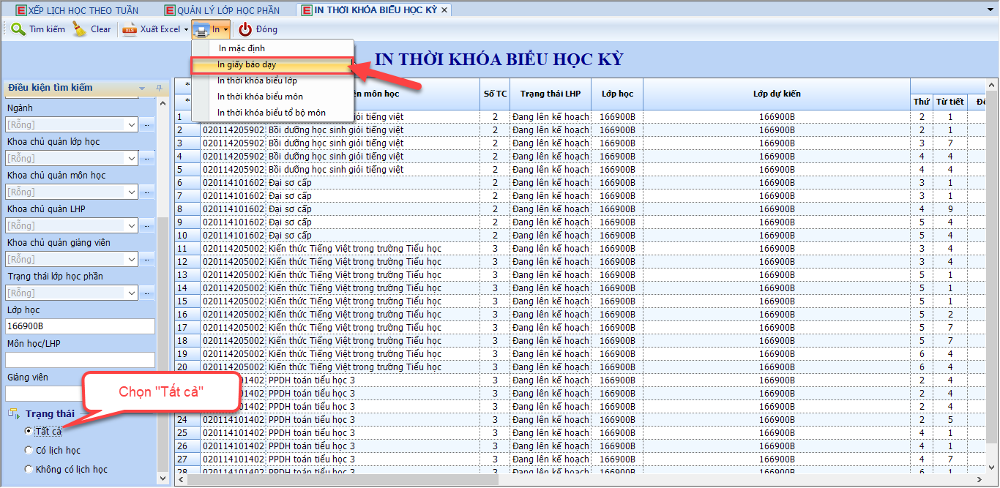 XẾP LỊCH HỌC THEO TUẦN QUẢN LÝ LỚP HỌC PHẦN IN THỜI KHÓA BIỂU HỌC KỲ
Tìm kiếm Clear XLS Xuất Excel In Đóng
In mặc định
In giấy báo dạy
In thời khóa biểu lớp
In thời khóa biểu môn
In thời khóa biểu tổ bộ môn
IN THỜI KHÓA BIỂU HỌC KỲ
Điều kiện tìm kiếm
Ngành
[Rỗng]
Khoa chủ quản lớp học
[Rỗng]
Khoa chủ quản môn học
[Rỗng]
Khoa chủ quản LHP
[Rỗng]
Khoa chủ quản giảng viên
[Rỗng]
Trạng thái lớp học phần
[Rỗng]
Lớp học
166900B
Môn học/LHP
Giảng viên
Chọn "Tất cả"
Trạng thái
Tất cả
Có lịch học
Không có lịch học
môn học Số TC Trạng thái LHP Lớp học Lớp dự kiến Thứ Từ tiết
1 tiếng việt 2 Đang lên kế hoạch 166900B 166900B 2 1
2 020114205902 Bồi dưỡng học sinh giỏi tiếng việt 2 Đang lên kế hoạch 166900B 166900B 2 1
3 020114205902 Bồi dưỡng học sinh giỏi tiếng việt 2 Đang lên kế hoạch 166900B 166900B 3 7
4 020114205902 Bồi dưỡng học sinh giỏi tiếng việt 2 Đang lên kế hoạch 166900B 166900B 4 4
5 020114205902 Bồi dưỡng học sinh giỏi tiếng việt 2 Đang lên kế hoạch 166900B 166900B 4 4
6 020114101602 Đại sơ cấp 2 Đang lên kế hoạch 166900B 166900B 3 1
7 020114101602 Đại sơ cấp 2 Đang lên kế hoạch 166900B 166900B 3 1
8 020114101602 Đại sơ cấp 2 Đang lên kế hoạch 166900B 166900B 4 9
9 020114101602 Đại sơ cấp 2 Đang lên kế hoạch 166900B 166900B 5 4
10 020114101602 Đại sơ cấp 2 Đang lên kế hoạch 166900B 166900B 5 4
11 020114205002 Kiến thức Tiếng Việt trong trường Tiểu học 3 Đang lên kế hoạch 166900B 166900B 3 4
12 020114205002 Kiến thức Tiếng Việt trong trường Tiểu học 3 Đang lên kế hoạch 166900B 166900B 3 4
13 020114205002 Kiến thức Tiếng Việt trong trường Tiểu học 3 Đang lên kế hoạch 166900B 166900B 5 1
14 020114205002 Kiến thức Tiếng Việt trong trường Tiểu học 3 Đang lên kế hoạch 166900B 166900B 5 1
15 020114205002 Kiến thức Tiếng Việt trong trường Tiểu học 3 Đang lên kế hoạch 166900B 166900B 5 1
16 020114205002 Kiến thức Tiếng Việt trong trường Tiểu học 3 Đang lên kế hoạch 166900B 166900B 5 2
17 020114205002 Kiến thức Tiếng Việt trong trường Tiểu học 3 Đang lên kế hoạch 166900B 166900B 5 7
18 020114205002 Kiến thức Tiếng Việt trong trường Tiểu học 3 Đang lên kế hoạch 166900B 166900B 5 7
19 020114205002 Kiến thức Tiếng Việt trong trường Tiểu học 3 Đang lên kế hoạch 166900B 166900B 6 4
20 020114205002 Kiến thức Tiếng Việt trong trường Tiểu học 3 Đang lên kế hoạch 166900B 166900B 6 4
101402 PPDH toán tiểu học 3 3 Đang lên kế hoạch 166900B 166900B 2 4
101402 PPDH toán tiểu học 3 3 Đang lên kế hoạch 166900B 166900B 2 4
101402 PPDH toán tiểu học 3 3 Đang lên kế hoạch 166900B 166900B 2 4
24 020114101402 PPDH toán tiểu học 3 3 Đang lên kế hoạch 166900B 166900B 2 5
25 020114101402 PPDH toán tiểu học 3 3 Đang lên kế hoạch 166900B 166900B 4 1
26 020114101402 PPDH toán tiểu học 3 3 Đang lên kế hoạch 166900B 166900B 4 1
27 020114101402 PPDH toán tiểu học 3 3 Đang lên kế hoạch 166900B 166900B 4 7
28 020114101402 PPDH toán tiểu học 3 3 Đang lên kế hoạch 166900B 166900B 6 1